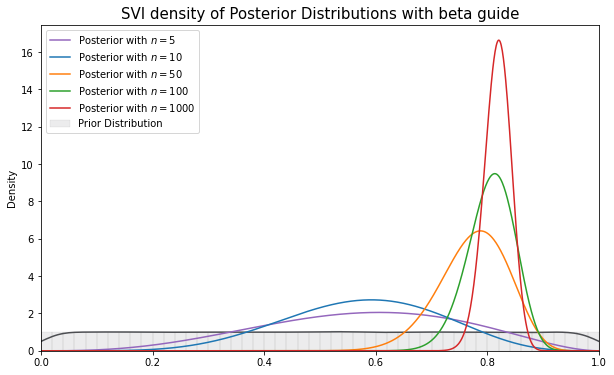 SVI density of Posterior Distributions with beta guide
Posterior with n = 5
Posterior with n = 10
Posterior with n = 50
Posterior with n = 100
Posterior with n = 1000
Prior Distribution
Density
16
14
12
10
8
6
4
2
0
0.0 0.2 0.4 0.6 0.8 1.0